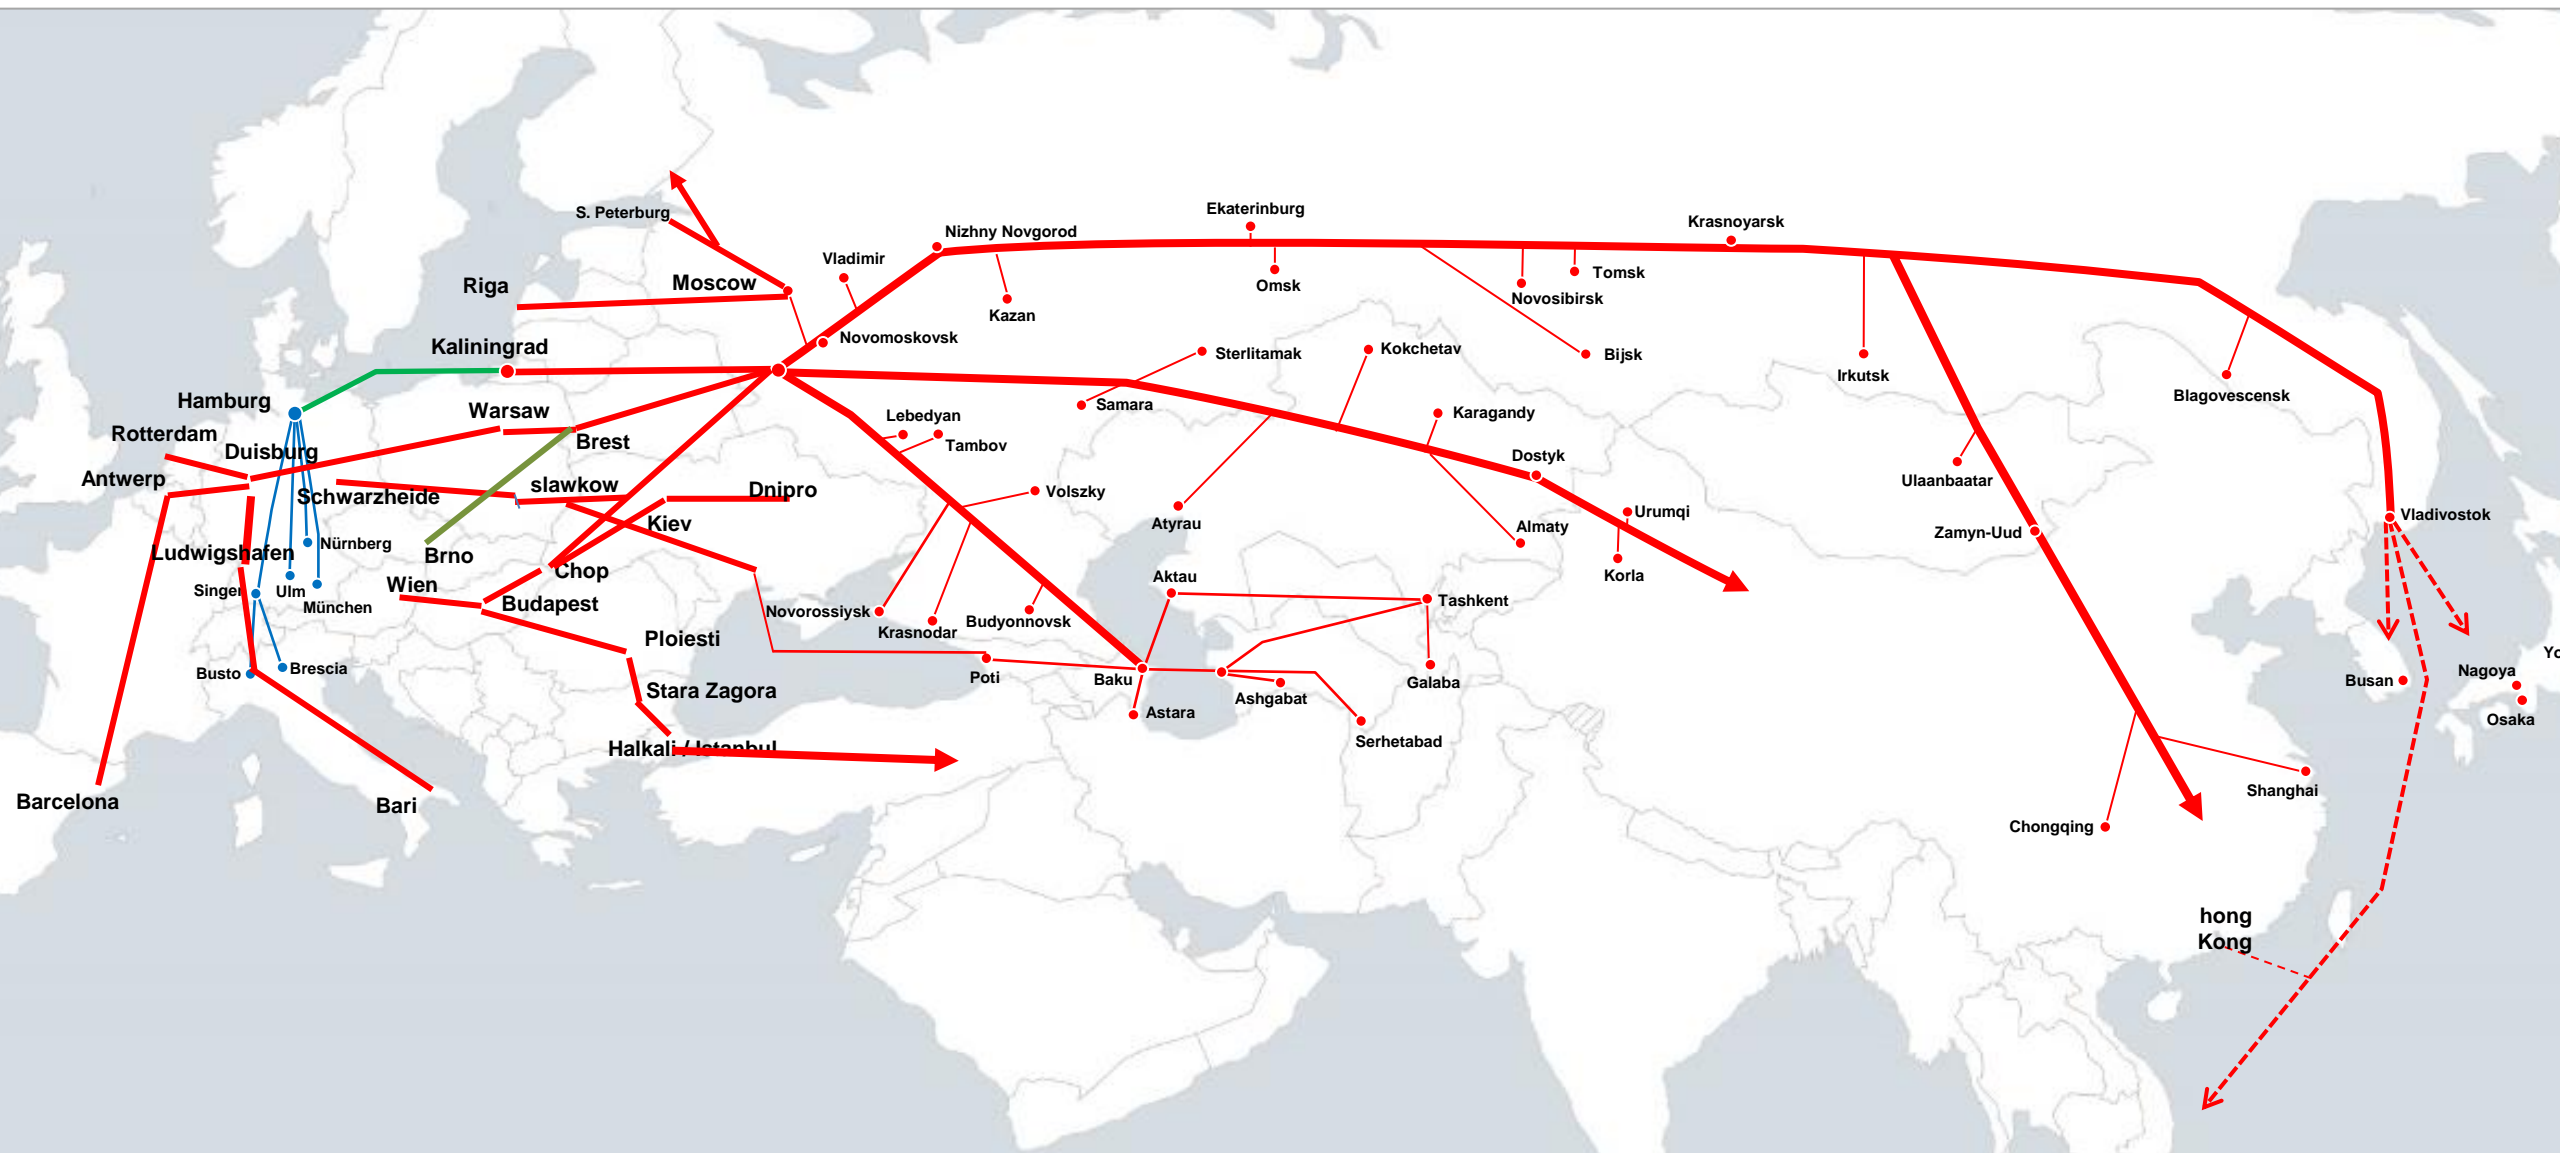 Ekaterinburg
S. Peterburg
Krasnoyarsk
Nizhny Novgorod
Vladimir
Tomsk
Riga
Moscow
Omsk
Novosibirsk
Kazan
Novomoskovsk
Kaliningrad
Sterlitamak
Kokchetav
Bijsk
Irkutsk
Blagovescensk
Hamburg
Warsaw
Lebedyan
Samara
Karagandy
Rotterdam
Brest
Tambov
Duisburg
Dostyk
Antwerp
slawkow
Dnipro
Volszky
Ulaanbaatar
Schwarzheide
Urumqi
Vladivostok
Kiev
Atyrau
Almaty
Zamyn-Uud
Nürnberg
Ludwigshafen
Brno
Chop
Korla
Aktau
Wien
Singen
Ulm
München
Budapest
Tashkent
Novorossiysk
Budyonnovsk
Krasnodar
Ploiesti
Yo
Brescia
Busto
Poti
Baku
Galaba
Busan
Nagoya
Stara Zagora
Ashgabat
Astara
Osaka
Serhetabad
Halkali / Istanbul
Shanghai
Barcelona
Bari
Chongqing
hong
Kong